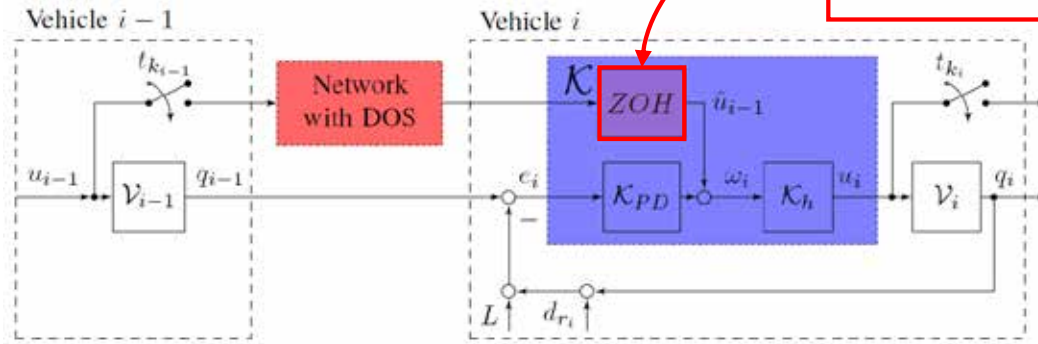 Vehicle i − 1
Vehicle i
t_{k_{i−1}}
Network
with DOS
𝒦
ZOH
û_{i−1}
t_{k_i}
u_{i−1}
𝒱_{i−1}
q_{i−1}
e_i
−
𝒦_{PD}
ω_i
𝒦_h
u_i
𝒱_i
q_i
L
d_{r_i}